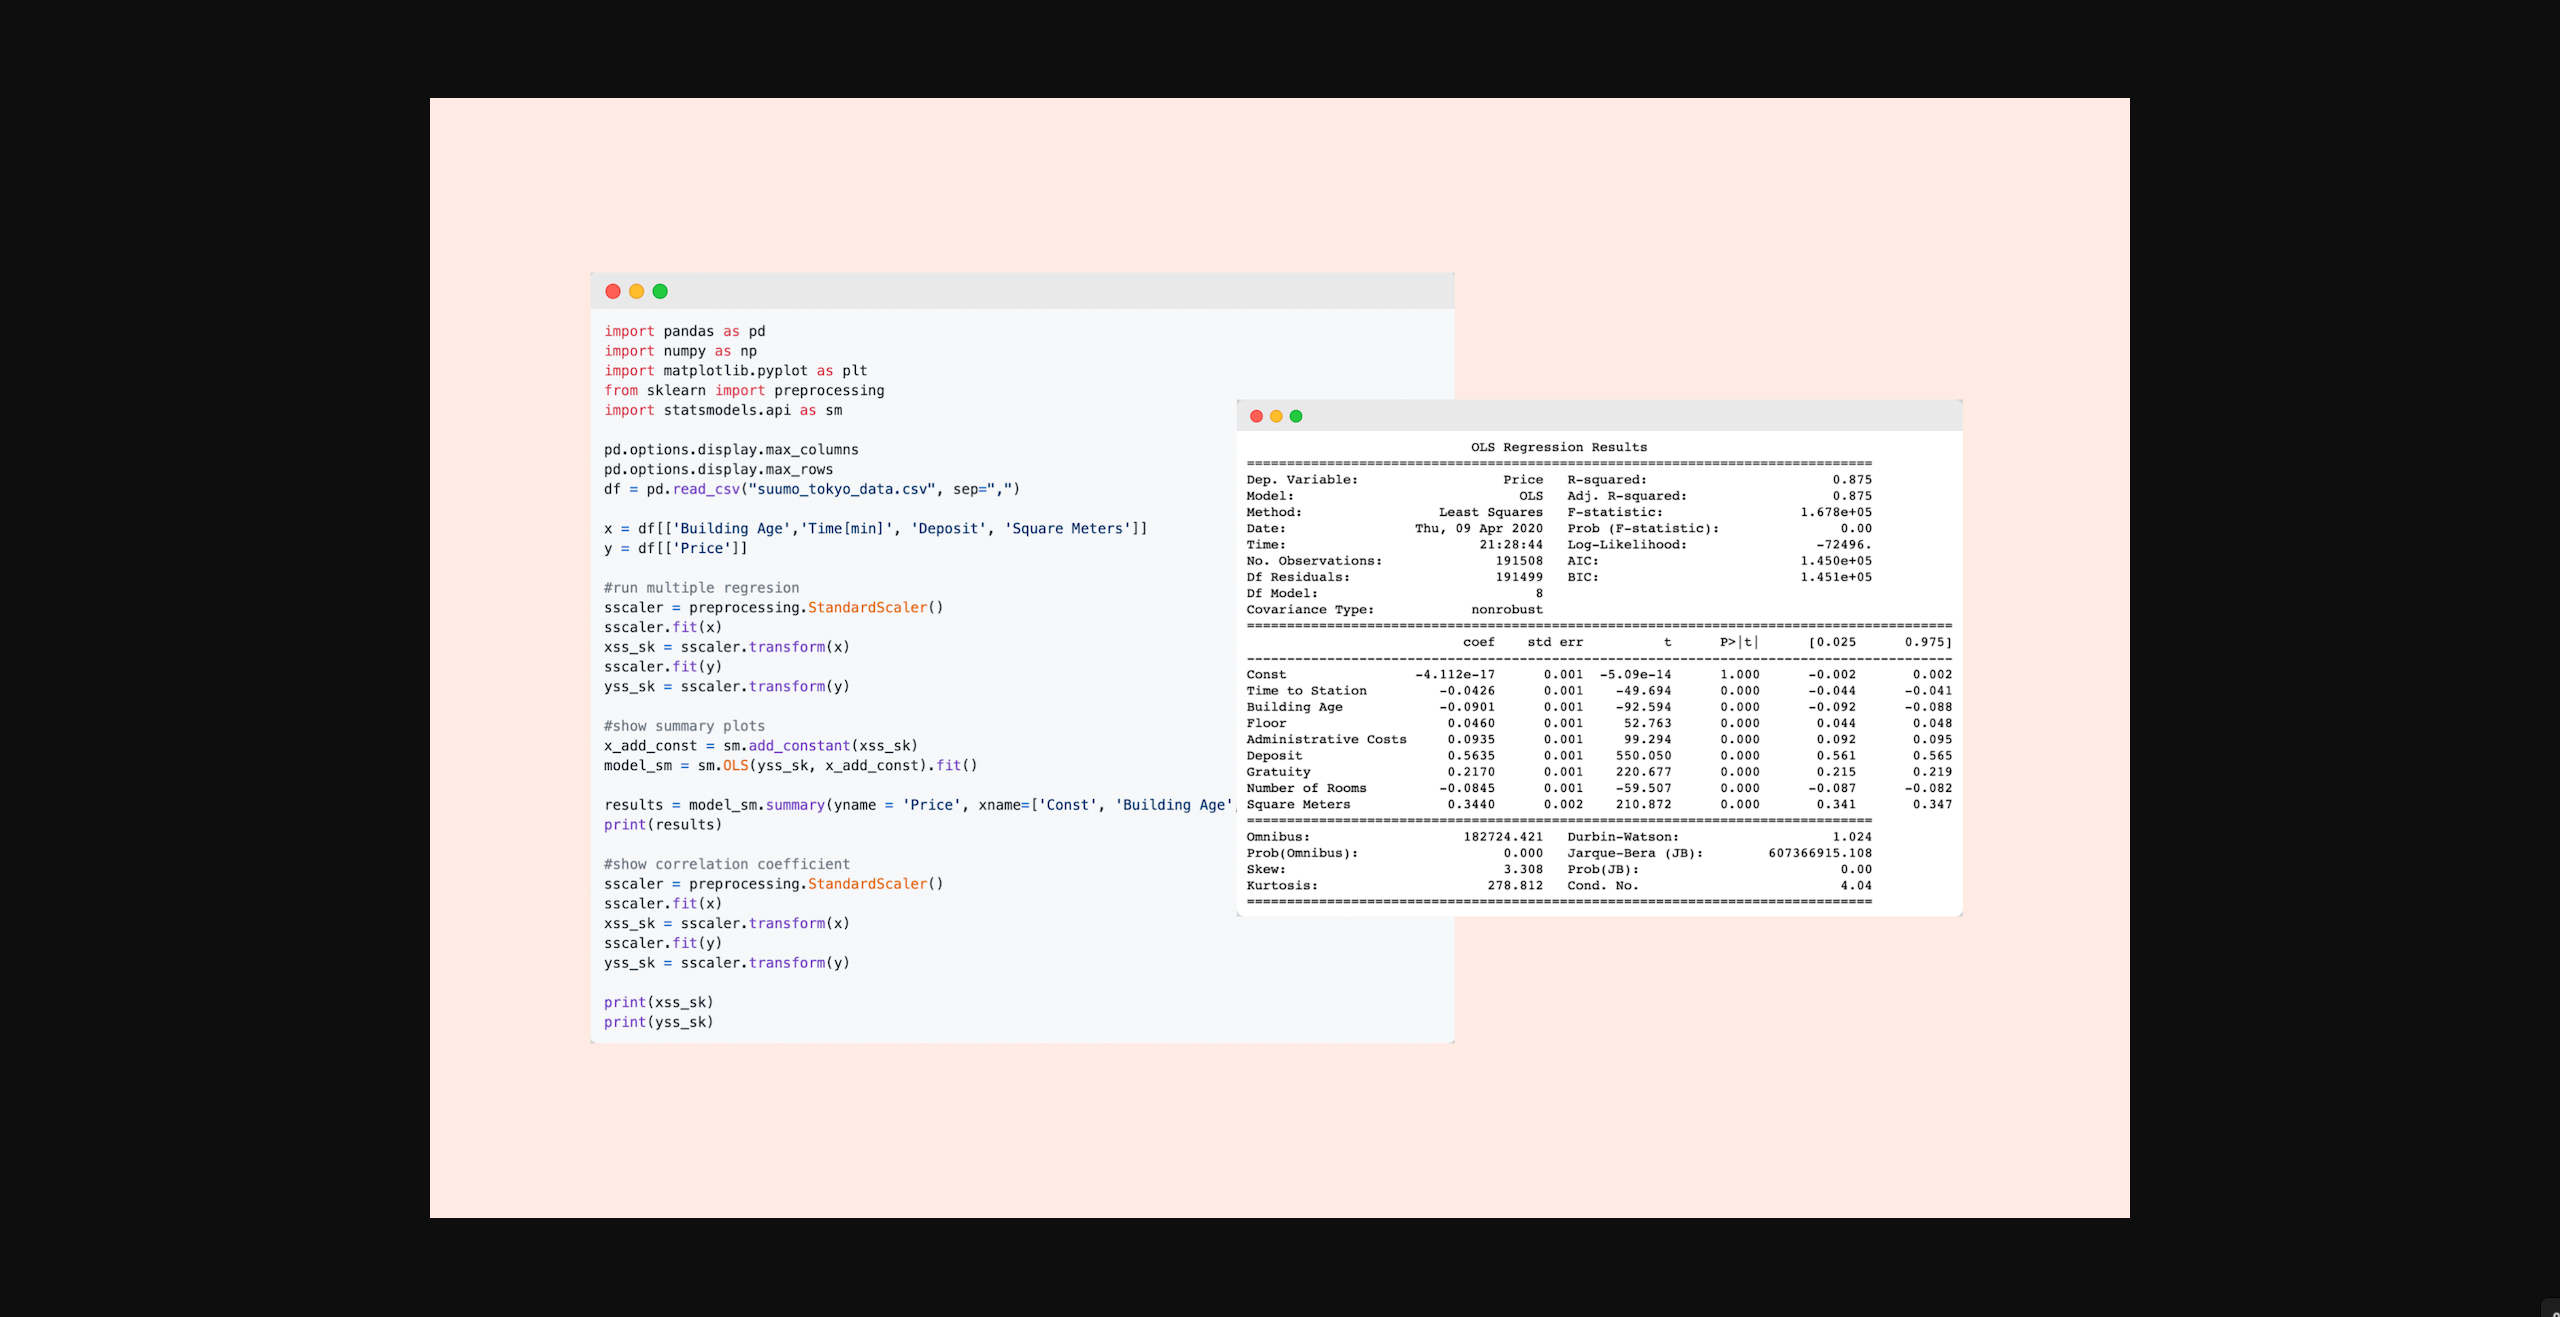 import pandas as pd
import numpy as np
import matplotlib.pyplot as plt
from sklearn import preprocessing
import statsmodels.api as sm
pd.options.display.max_columns
pd.options.display.max_rows
df = pd.read_csv("suumo_tokyo_data.csv", sep=",")
x = df[['Building Age','Time[min]', 'Deposit', 'Square Meters']]
y = df[['Price']]
#run multiple regresion
sscaler = preprocessing.StandardScaler()
sscaler.fit(x)
xss_sk = sscaler.transform(x)
sscaler.fit(y)
yss_sk = sscaler.transform(y)
#show summary plots
x_add_const = sm.add_constant(xss_sk)
model_sm = sm.OLS(yss_sk, x_add_const).fit()
results = model_sm.summary(yname = 'Price', xname=['Const', 'Building Age',
print(results)
#show correlation coefficient
sscaler = preprocessing.StandardScaler()
sscaler.fit(x)
xss_sk = sscaler.transform(x)
sscaler.fit(y)
yss_sk = sscaler.transform(y)
print(xss_sk)
print(yss_sk)
OLS Regression Results
==============================================================================
Dep. Variable: Price R-squared: 0.875
Model: OLS Adj. R-squared: 0.875
Method: Least Squares F-statistic: 1.678e+05
Date: Thu, 09 Apr 2020 Prob (F-statistic): 0.00
Time: 21:28:44 Log-Likelihood: -72496.
No. Observations: 191508 AIC: 1.450e+05
Df Residuals: 191499 BIC: 1.451e+05
Df Model: 8
Covariance Type: nonrobust
========================================================================================
coef std err t P>|t| [0.025 0.975]
----------------------------------------------------------------------------------------
Const -4.112e-17 0.001 -5.09e-14 1.000 -0.002 0.002
Time to Station -0.0426 0.001 -49.694 0.000 -0.044 -0.041
Building Age -0.0901 0.001 -92.594 0.000 -0.092 -0.088
Floor 0.0460 0.001 52.763 0.000 0.044 0.048
Administrative Costs 0.0935 0.001 99.294 0.000 0.092 0.095
Deposit 0.5635 0.001 550.050 0.000 0.561 0.565
Gratuity 0.2170 0.001 220.677 0.000 0.215 0.219
Number of Rooms -0.0845 0.001 -59.507 0.000 -0.087 -0.082
Square Meters 0.3440 0.002 210.872 0.000 0.341 0.347
==============================================================================
Omnibus: 182724.421 Durbin-Watson: 1.024
Prob(Omnibus): 0.000 Jarque-Bera (JB): 607366915.108
Skew: 3.308 Prob(JB): 0.00
Kurtosis: 278.812 Cond. No. 4.04
==============================================================================